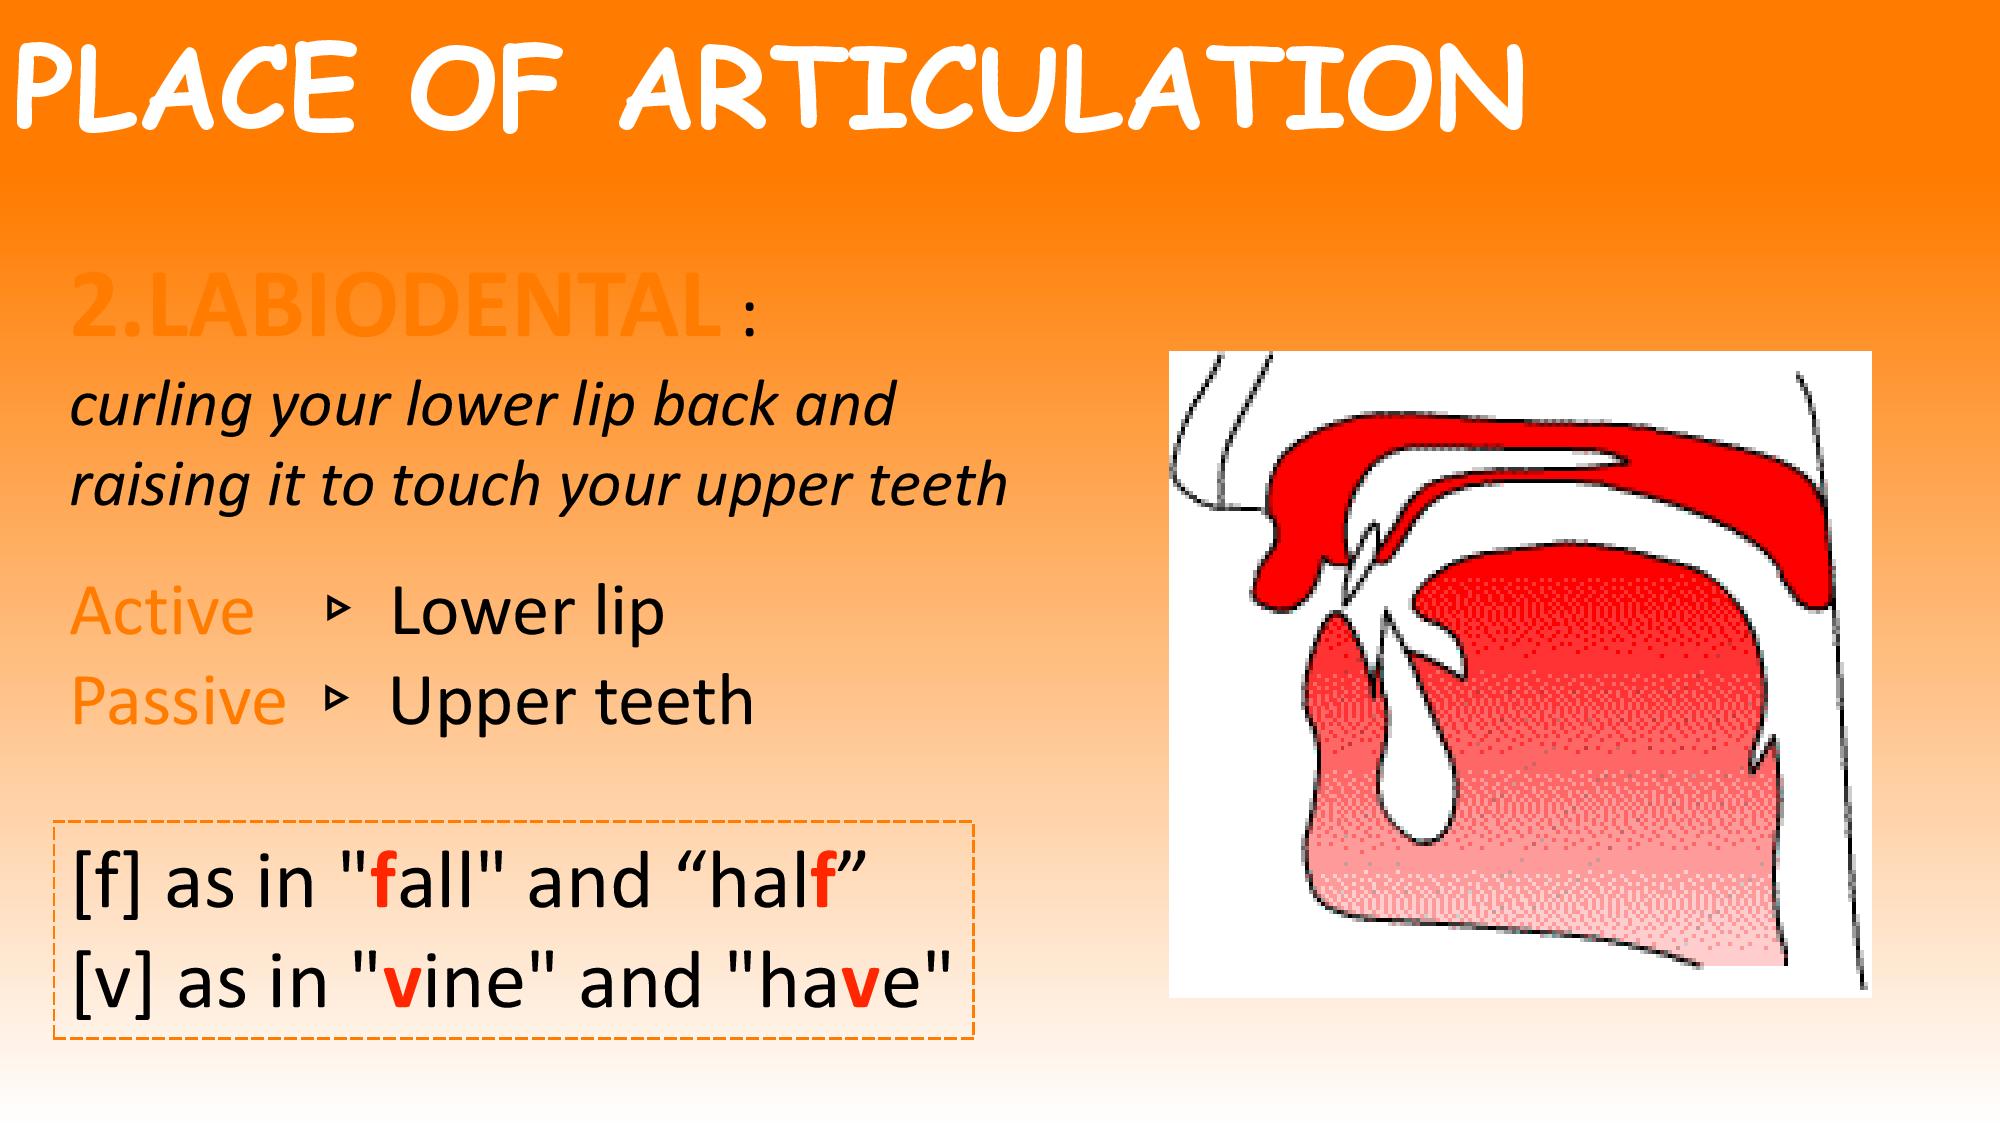 PLACE OF ARTICULATION
2.LABIODENTAL :
curling your lower lip back and
raising it to touch your upper teeth
Active ▹ Lower lip
Passive ▹ Upper teeth
[f] as in "fall" and “half”
[v] as in "vine" and "have"